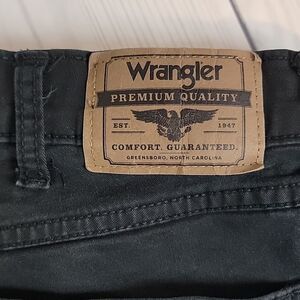 Wrangler
PREMIUM QUALITY
EST. 1947
COMFORT. GUARANTEED.
GREENSBORO, NORTH CAROLINA